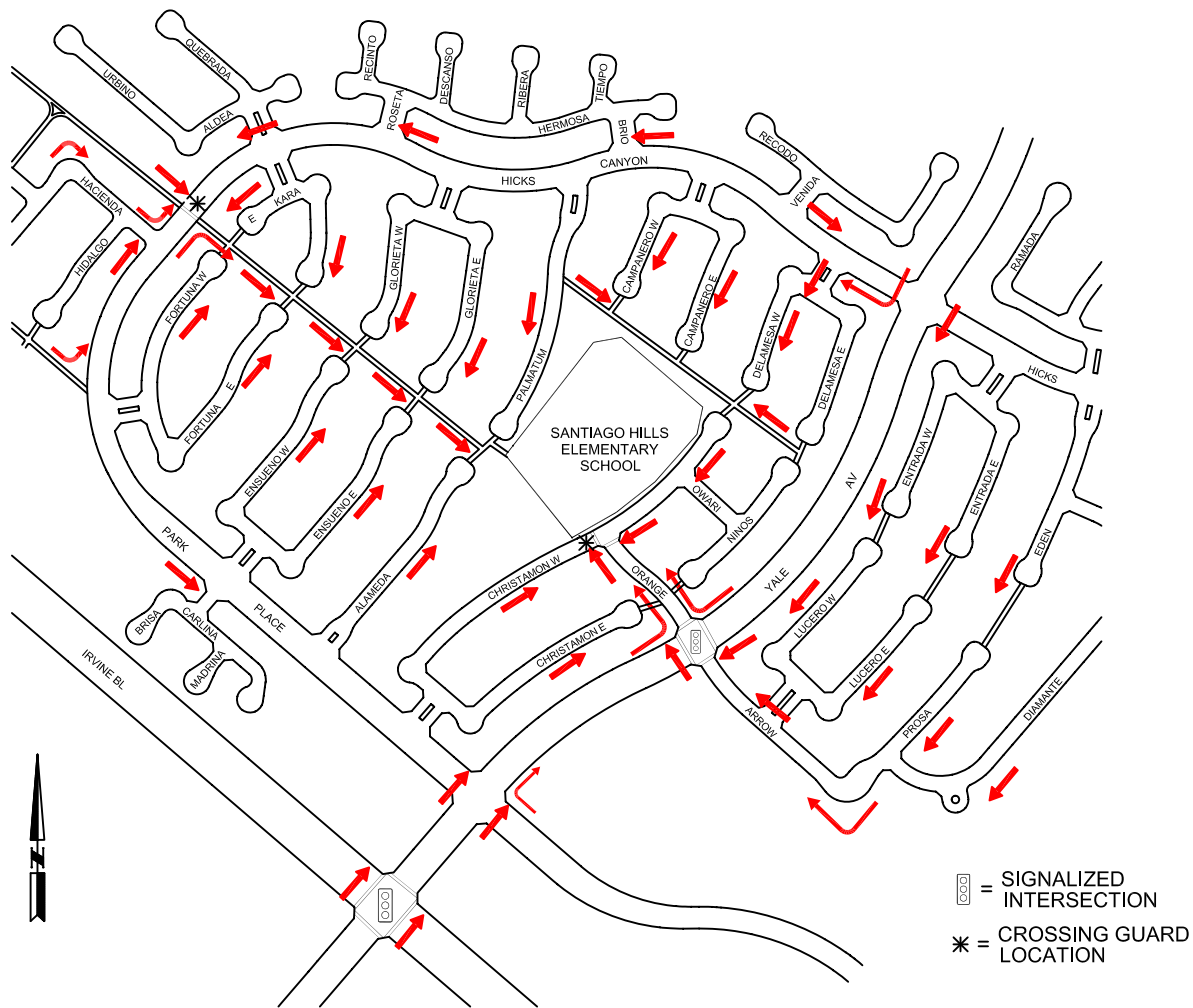 QUEBRADA
URBINO
ALDEA
RECINTO
ROSETA
DESCANSO
RIBERA
TIEMPO
HERMOSA
BRIO
RECODO
VENIDA
CANYON
HICKS
HACIENDA
HIDALGO
E
KARA
GLORIETA W
GLORIETA E
CAMPANERO W
CAMPANERO E
RAMADA
FORTUNA W
FORTUNA E
PALMATUM
DELAMESA W
DELAMESA E
HICKS
SANTIAGO HILLS
ELEMENTARY
SCHOOL
ENSUENO W
ENSUENO E
OWARI
NINOS
AV
YALE
ENTRADA W
ENTRADA E
EDEN
PARK
PLACE
ALAMEDA
CHRISTAMON W
CHRISTAMON E
ORANGE
LUCERO W
LUCERO E
BRISA
CARLINA
MADRINA
IRVINE BL
ARROW
PROSA
DIAMANTE
N
= SIGNALIZED
INTERSECTION
= CROSSING GUARD
LOCATION